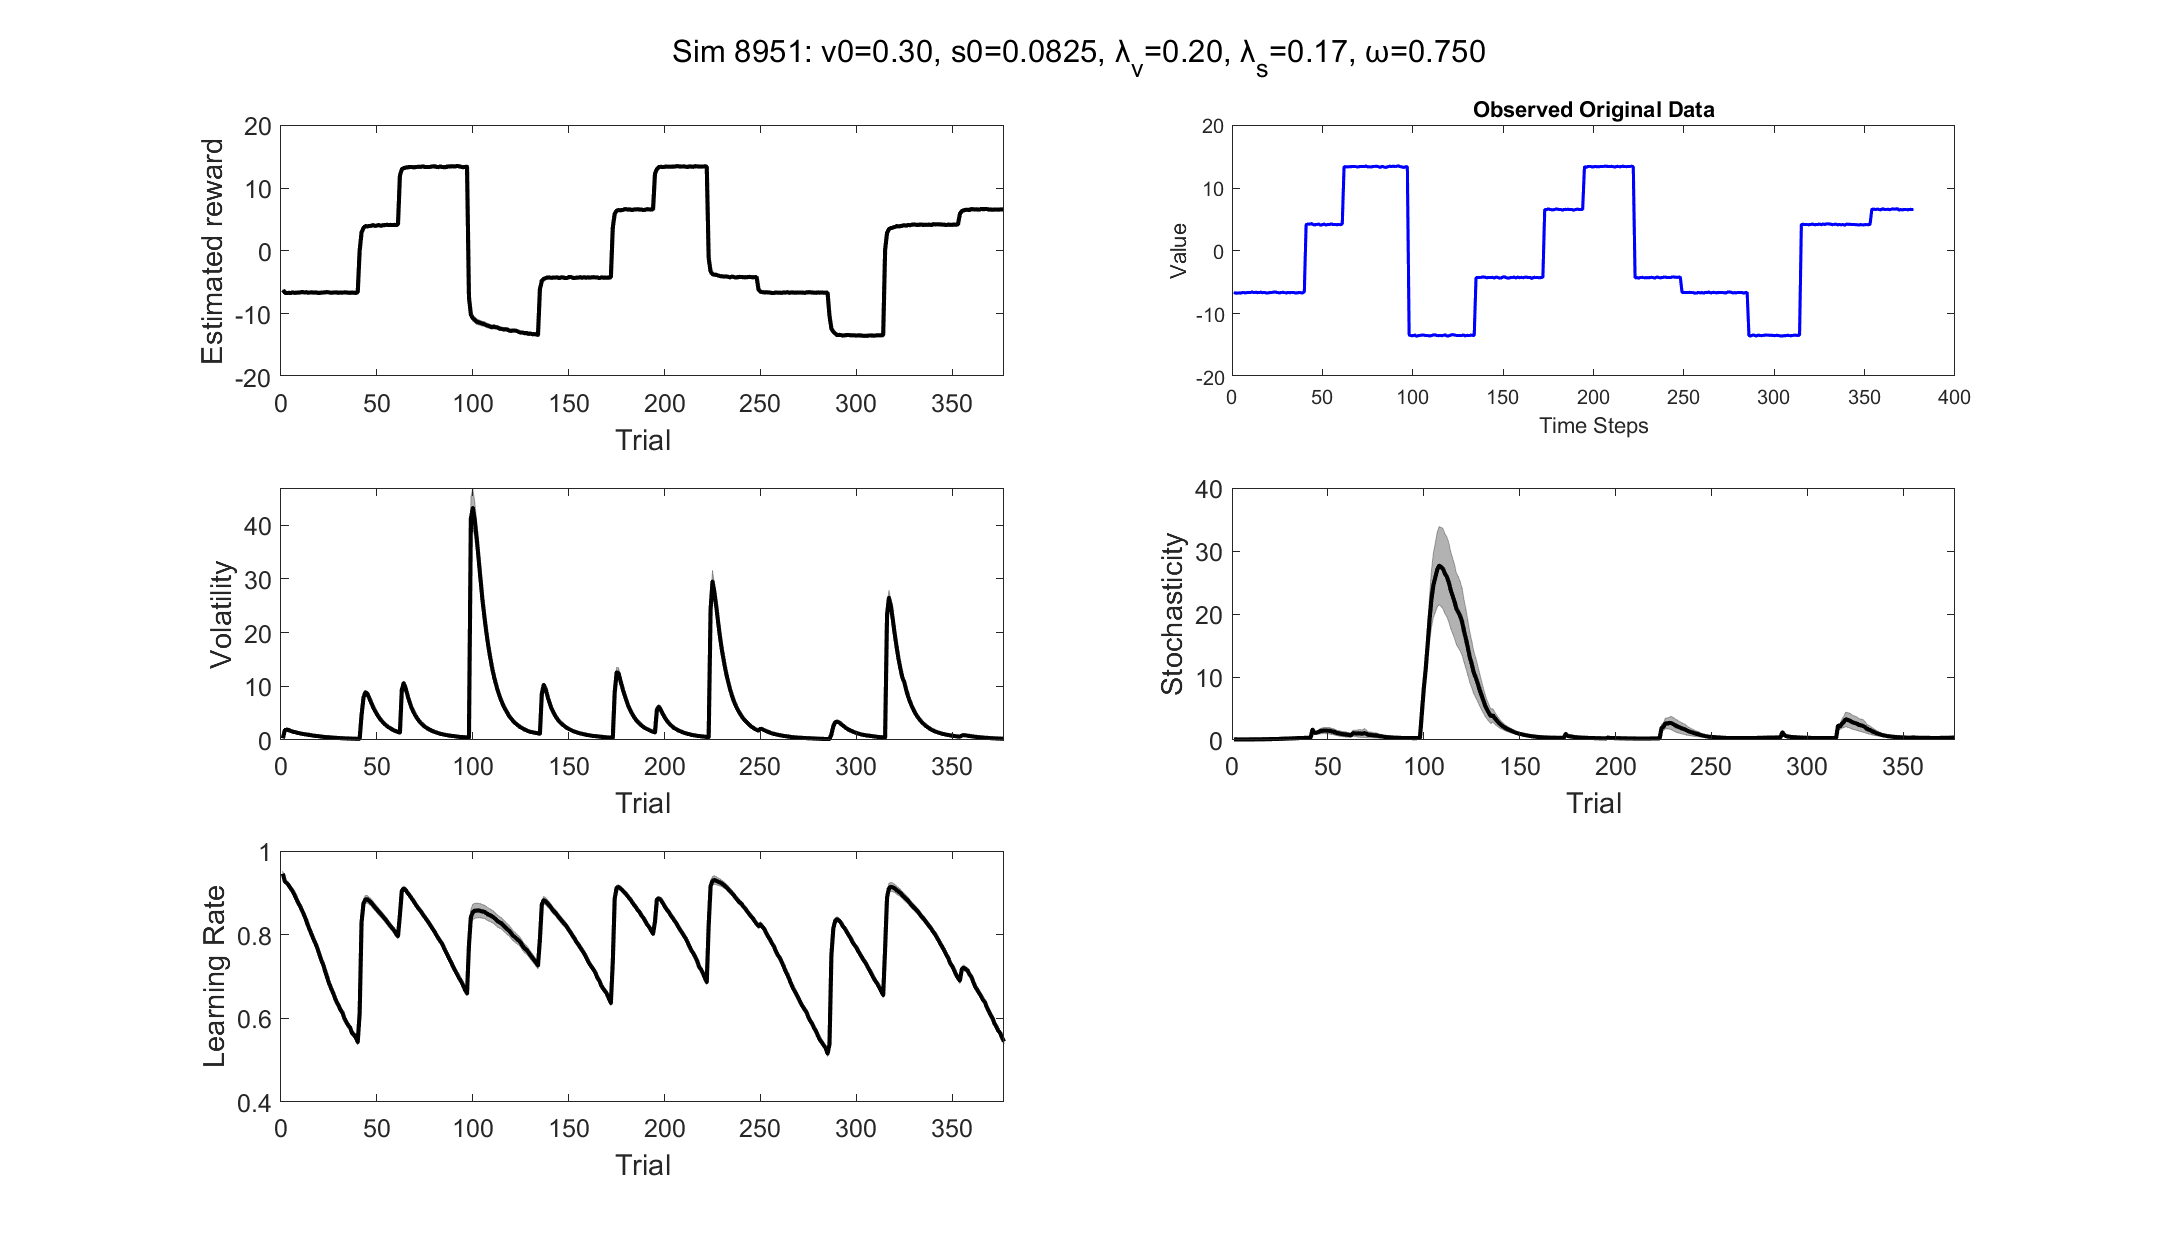 Sim 8951: v0=0.30, s0=0.0825, λv=0.20, λs=0.17, ω=0.750
Estimated reward
20
10
0
-10
-20
0 50 100 150 200 250 300 350
Trial
Observed Original Data
Value
20
10
0
-10
-20
0 50 100 150 200 250 300 350 400
Time Steps
Volatility
40
30
20
10
0
0 50 100 150 200 250 300 350
Trial
Stochasticity
40
30
20
10
0
0 50 100 150 200 250 300 350
Trial
Learning Rate
1
0.8
0.6
0.4
0 50 100 150 200 250 300 350
Trial